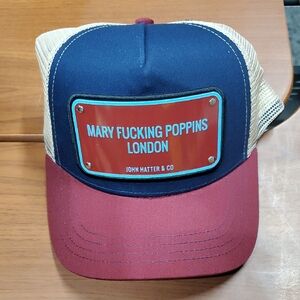 MARY FUCKING POPPINS
LONDON
JOHN HATTER & CO